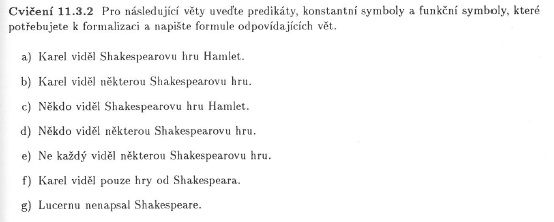 Cvičení 11.3.2 Pro následující věty uveďte predikáty, konstantní symboly a funkční symboly, které
potřebujete k formalizaci a napište formule odpovídajících vět.
a) Karel viděl Shakespearovu hru Hamlet.
b) Karel viděl některou Shakespearovu hru.
c) Někdo viděl Shakespearovu hru Hamlet.
d) Někdo viděl některou Shakespearovu hru.
e) Ne každý viděl některou Shakespearovu hru.
f) Karel viděl pouze hry od Shakespeara.
g) Lucernu nenapsal Shakespeare.